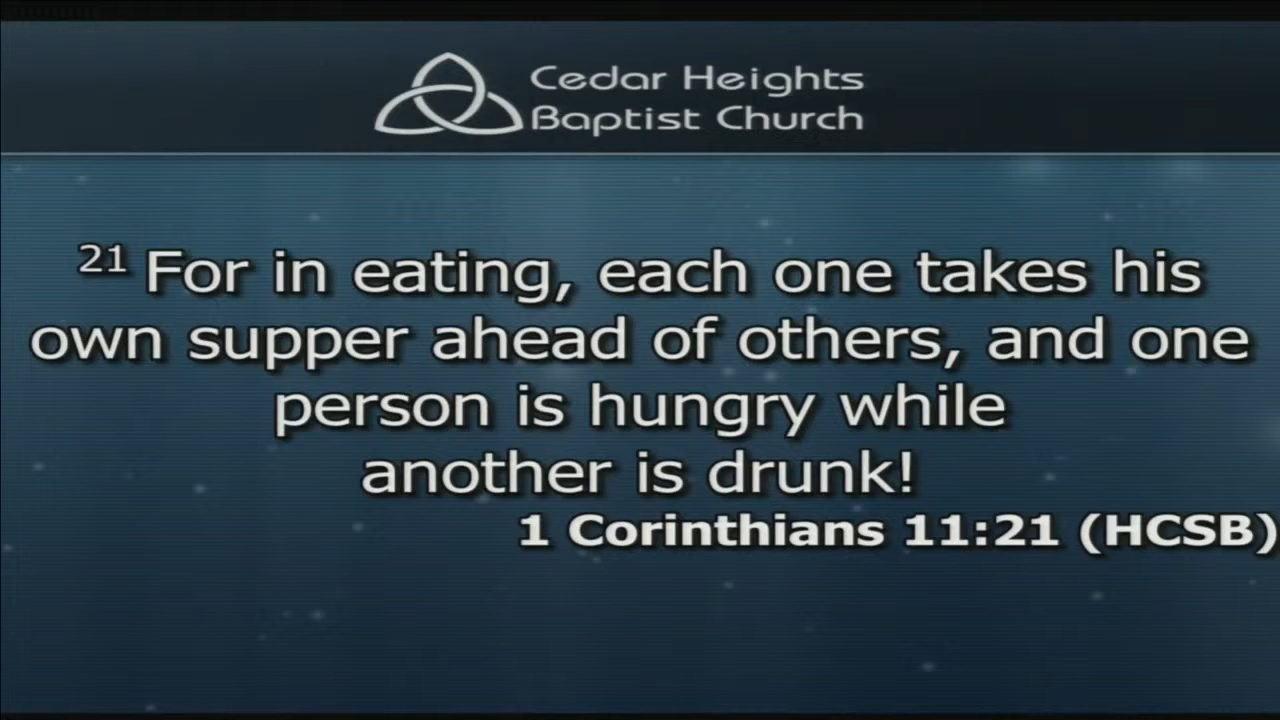 Cedar Heights
Baptist Church
21 For in eating, each one takes his
own supper ahead of others, and one
person is hungry while
another is drunk!
1 Corinthians 11:21 (HCSB)